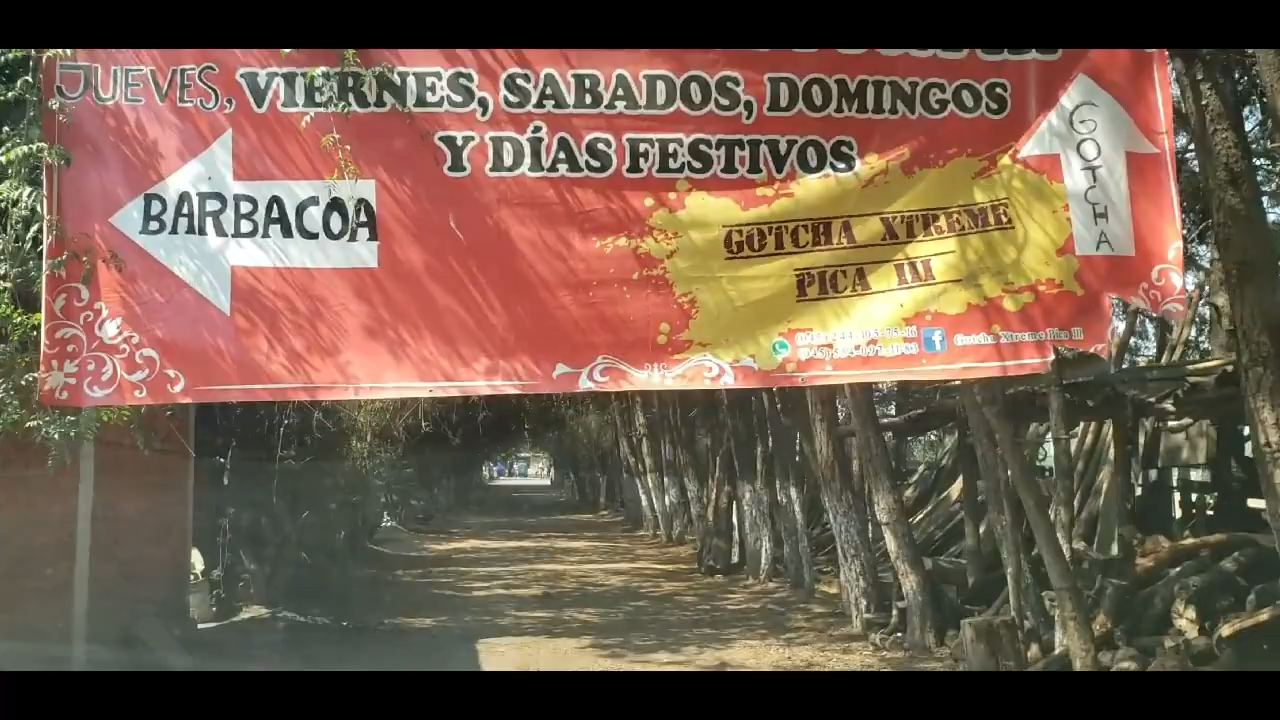 JUEVES, VIERNES, SABADOS, DOMINGOS
Y DÍAS FESTIVOS
BARBACOA
GOTCHA
GOTCHA XTREME
PICA III
Gotcha Xtreme Pica III